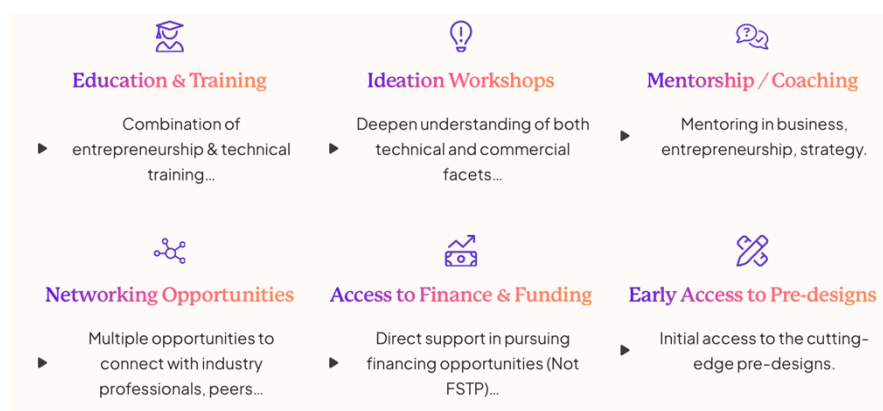 Education & Training
Combination of
entrepreneurship & technical
training...
Ideation Workshops
Deepen understanding of both
technical and commercial
facets...
Mentorship / Coaching
Mentoring in business,
entrepreneurship, strategy.
Networking Opportunities
Multiple opportunities to
connect with industry
professionals, peers...
Access to Finance & Funding
Direct support in pursuing
financing opportunities (Not
FSTP)...
Early Access to Pre-designs
Initial access to the cutting-
edge pre-designs.